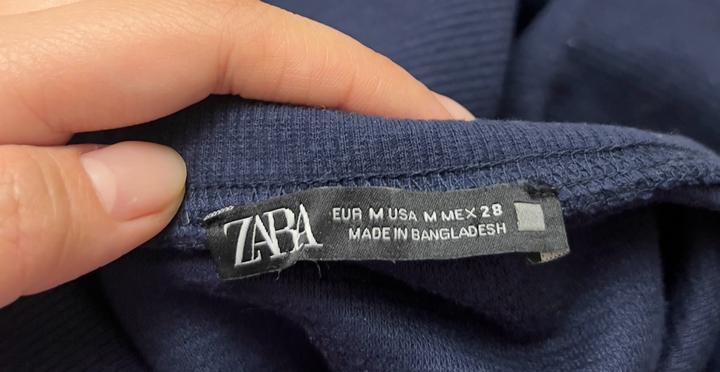 ZARA
EUR M USA M MEX 28
MADE IN BANGLADESH